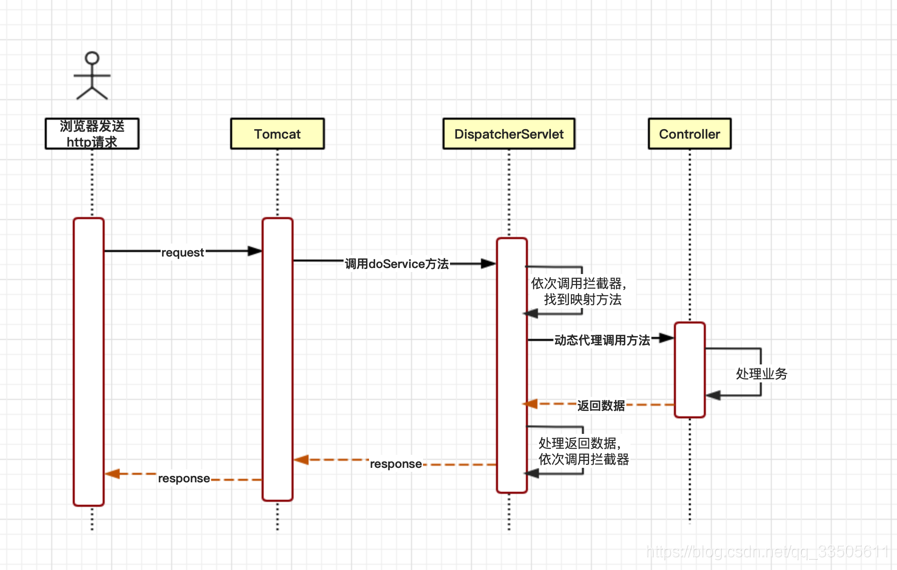 浏览器发送
http请求
Tomcat
DispatcherServlet
Controller
request
调用doService方法
依次调用拦截器，
找到映射方法
动态代理调用方法
处理业务
返回数据
处理返回数据，
依次调用拦截器
response
response
https://blog.csdn.net/qq_33505611